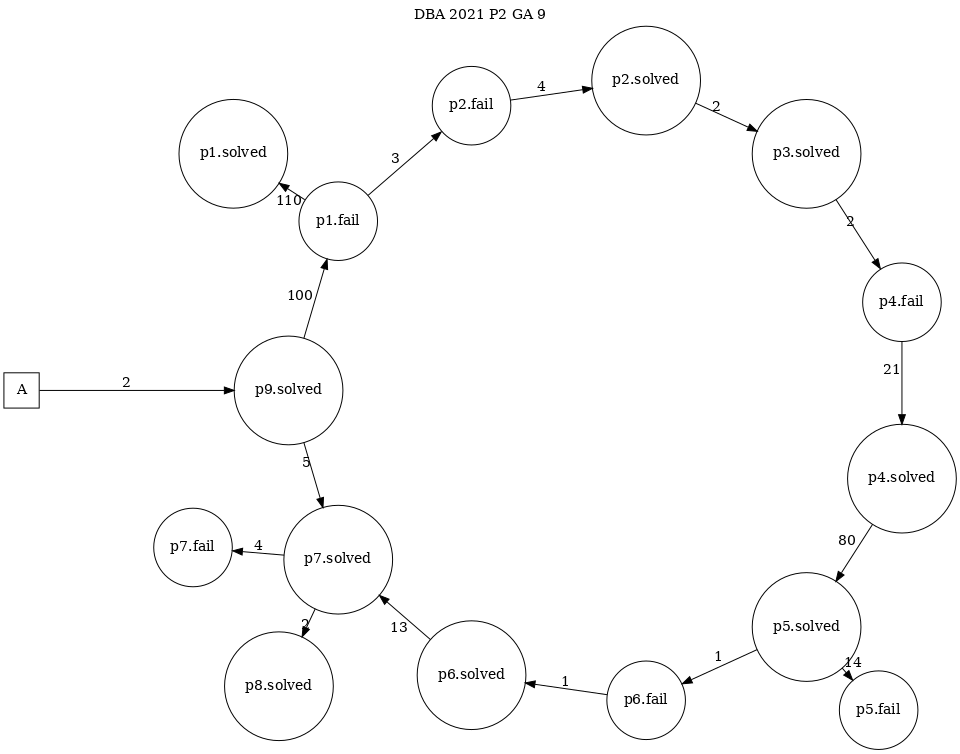 DBA 2021 P2 GA 9
p2.solved
4
p2.fail
2
p1.solved
p3.solved
3
110
p1.fail
2
100
p4.fail
21
A
2
p9.solved
5
p4.solved
80
p7.fail
4
p7.solved
13
2
p5.solved
1
14
p8.solved
p6.solved
1
p6.fail
p5.fail